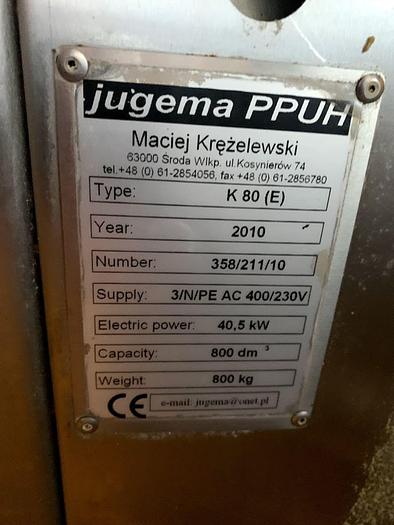 jugema PPUH
Maciej Krężelewski
63000 Środa Wlkp. ul.Kosynierów 74
tel.+48 (0) 61-2854056, fax +48 (0) 61-2856780
Type: K 80 (E)
Year: 2010
Number: 358/211/10
Supply: 3/N/PE AC 400/230V
Electric power: 40,5 kW
Capacity: 800 dm ³
Weight: 800 kg
CE e-mail: jugema@onet.pl